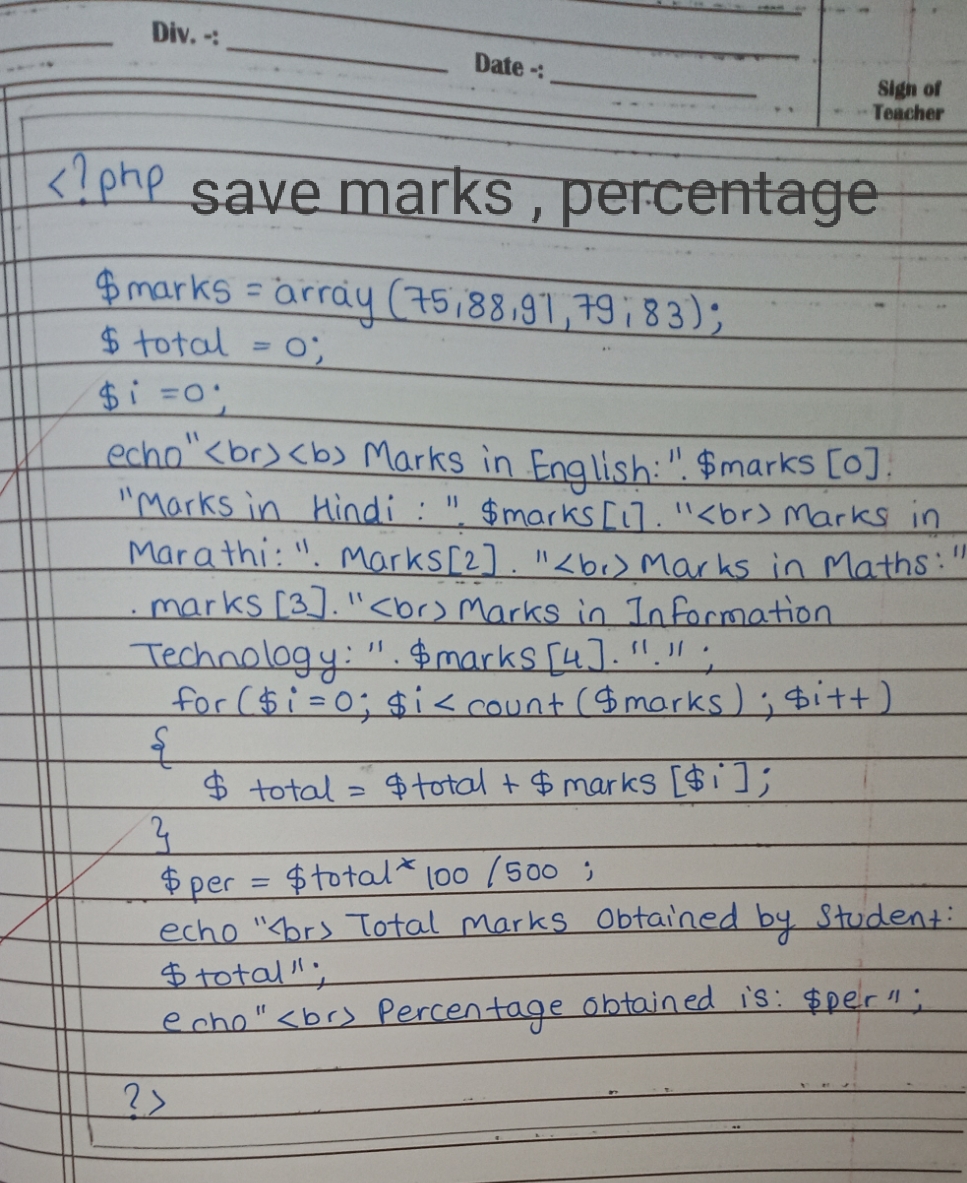 Div. -:
Date -:
Sign of
Teacher
<?php save marks , percentage
$marks = array (75,88,91,79,83);
$ total = 0;
$i =0;
echo"<br><b> Marks in English:". $marks [0].
"Marks in Hindi : ". $marks[1]. "<br> Marks in
Marathi: ". Marks[2]. "<br> Marks in Maths: "
. marks [3]. "<br> Marks in Information
Technology: ". $marks [4]. "." ;
for ($i=0; $i< count ($marks) ; $i++)
{
$ total = $total + $ marks [$i];
}
$per = $total* 100 /500 ;
echo "<br> Total Marks Obtained by Student:
$ total";
echo" <br> Percentage obtained is: $per" ;
?>